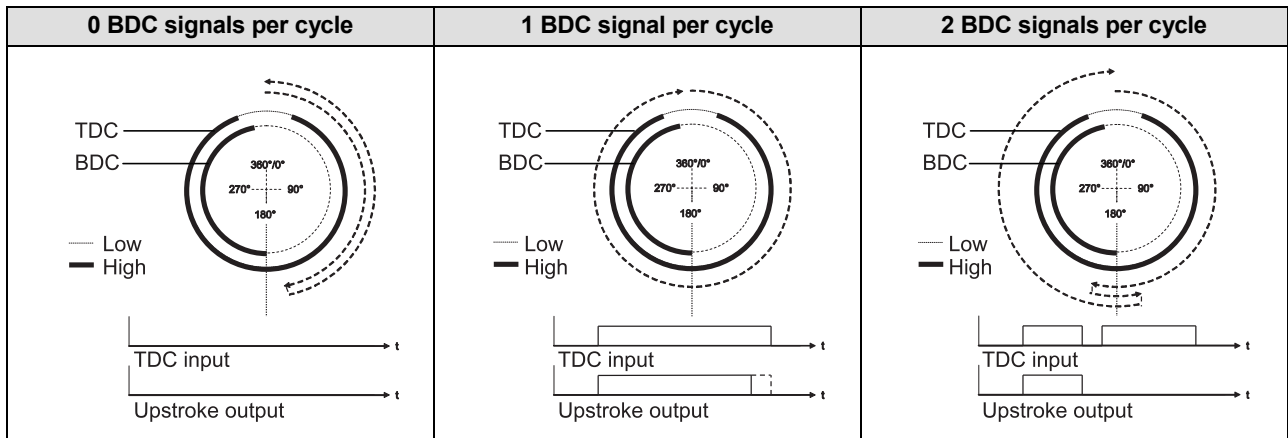 0 BDC signals per cycle
1 BDC signal per cycle
2 BDC signals per cycle
TDC
BDC
360°/0°
270°
90°
180°
Low
High
t
TDC input
t
Upstroke output
TDC
BDC
360°/0°
270°
90°
180°
Low
High
t
TDC input
t
Upstroke output
TDC
BDC
360°/0°
270°
90°
180°
Low
High
t
TDC input
t
Upstroke output